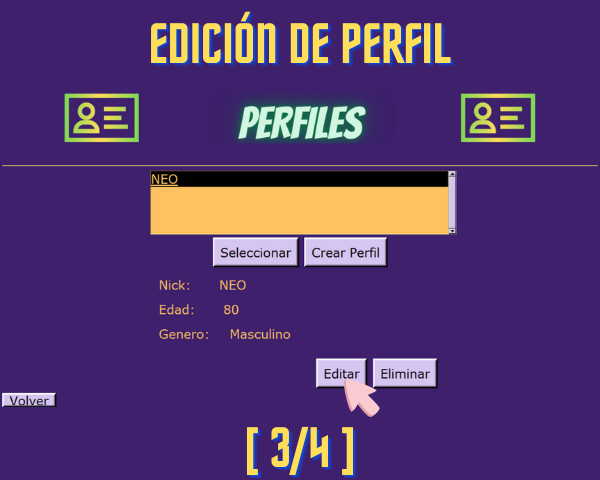 EDICIÓN DE PERFIL
PERFILES
NEO
Seleccionar Crear Perfil
Nick: NEO
Edad: 80
Genero: Masculino
Editar Eliminar
Volver
[ 3/4 ]